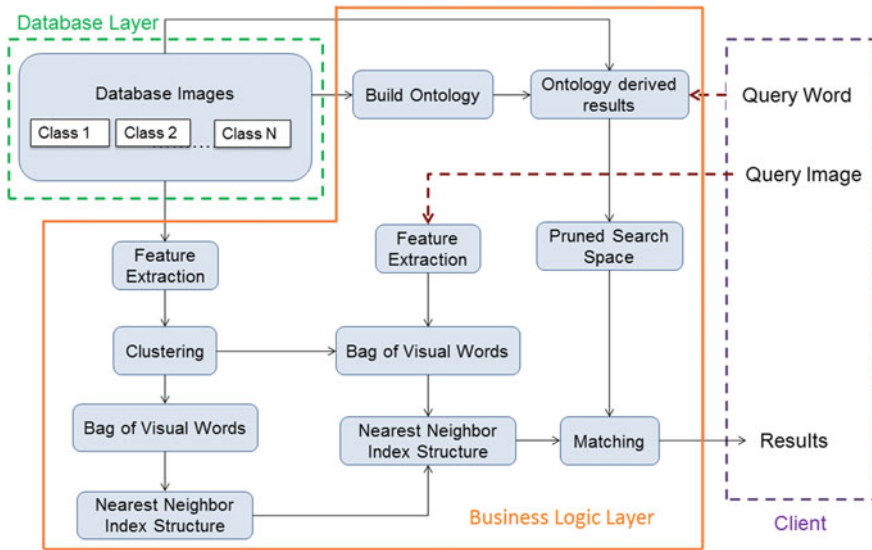 Database Layer
Database Images
Class 1
Class 2
........
Class N
Build Ontology
Ontology derived
results
Query Word
Query Image
Feature
Extraction
Feature
Extraction
Pruned Search
Space
Clustering
Bag of Visual Words
Bag of Visual Words
Nearest Neighbor
Index Structure
Matching
Results
Nearest Neighbor
Index Structure
Business Logic Layer
Client